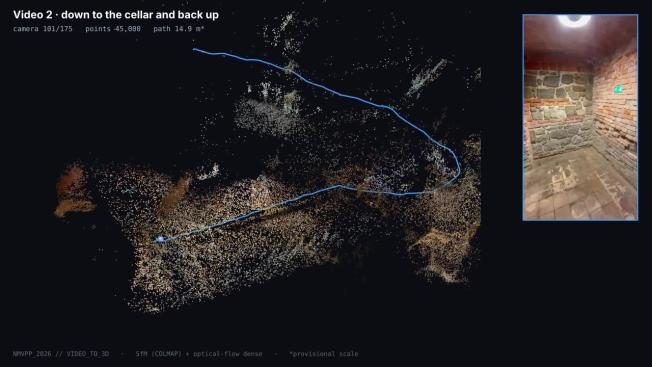 Video 2 · down to the cellar and back up
camera 101/175 points 45,000 path 14.9 m*
NMVPP_2026 // VIDEO_TO_3D · SfM (COLMAP) + optical-flow dense · *provisional scale